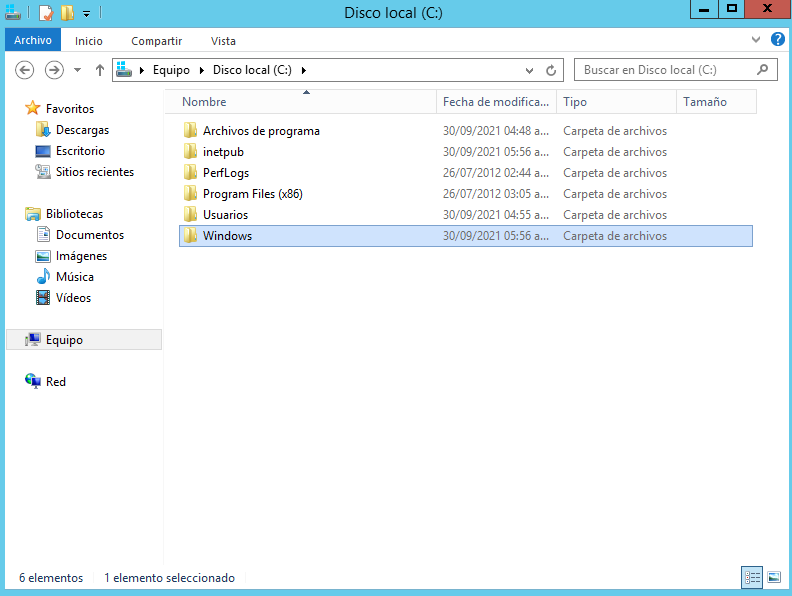 Disco local (C:)
Archivo Inicio Compartir Vista
Equipo Disco local (C:) Buscar en Disco local (C:)
Nombre Fecha de modifica... Tipo Tamaño
Favoritos
Descargas
Escritorio
Sitios recientes
Bibliotecas
Documentos
Imágenes
Música
Vídeos
Equipo
Red
Archivos de programa 30/09/2021 04:48 a... Carpeta de archivos
inetpub 30/09/2021 05:56 a... Carpeta de archivos
PerfLogs 26/07/2012 02:44 a... Carpeta de archivos
Program Files (x86) 26/07/2012 03:05 a... Carpeta de archivos
Usuarios 30/09/2021 04:55 a... Carpeta de archivos
Windows 30/09/2021 05:56 a... Carpeta de archivos
6 elementos 1 elemento seleccionado